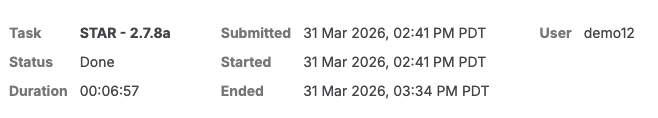 Task STAR - 2.7.8a Submitted 31 Mar 2026, 02:41 PM PDT User demo12
Status Done Started 31 Mar 2026, 02:41 PM PDT
Duration 00:06:57 Ended 31 Mar 2026, 03:34 PM PDT